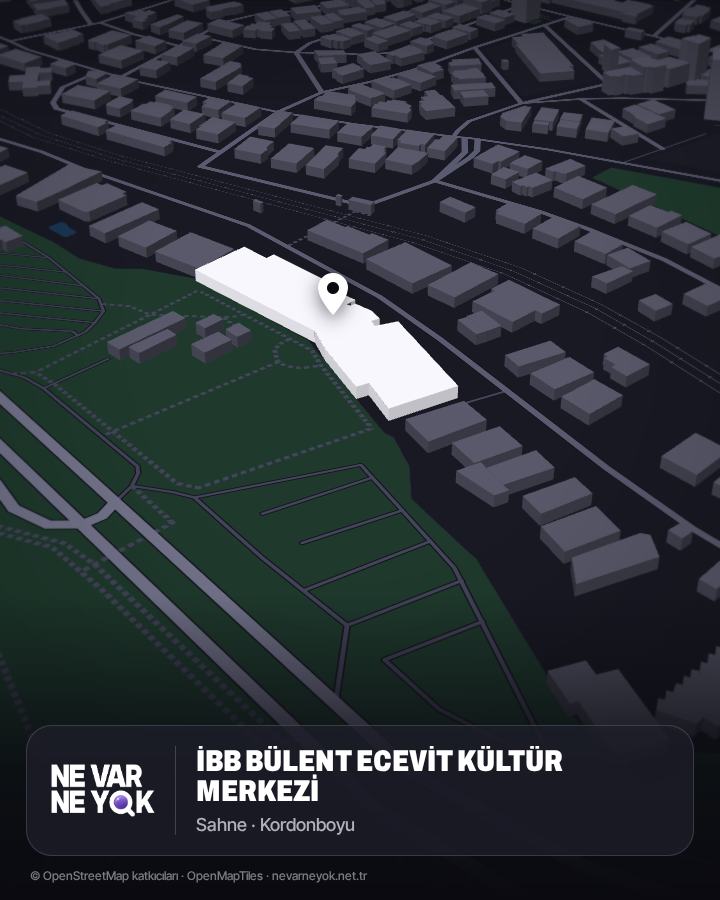 NE VAR
NE YOK
İBB BÜLENT ECEVİT KÜLTÜR
MERKEZİ
Sahne · Kordonboyu
© OpenStreetMap katkıcıları · OpenMapTiles · nevarneyok.net.tr